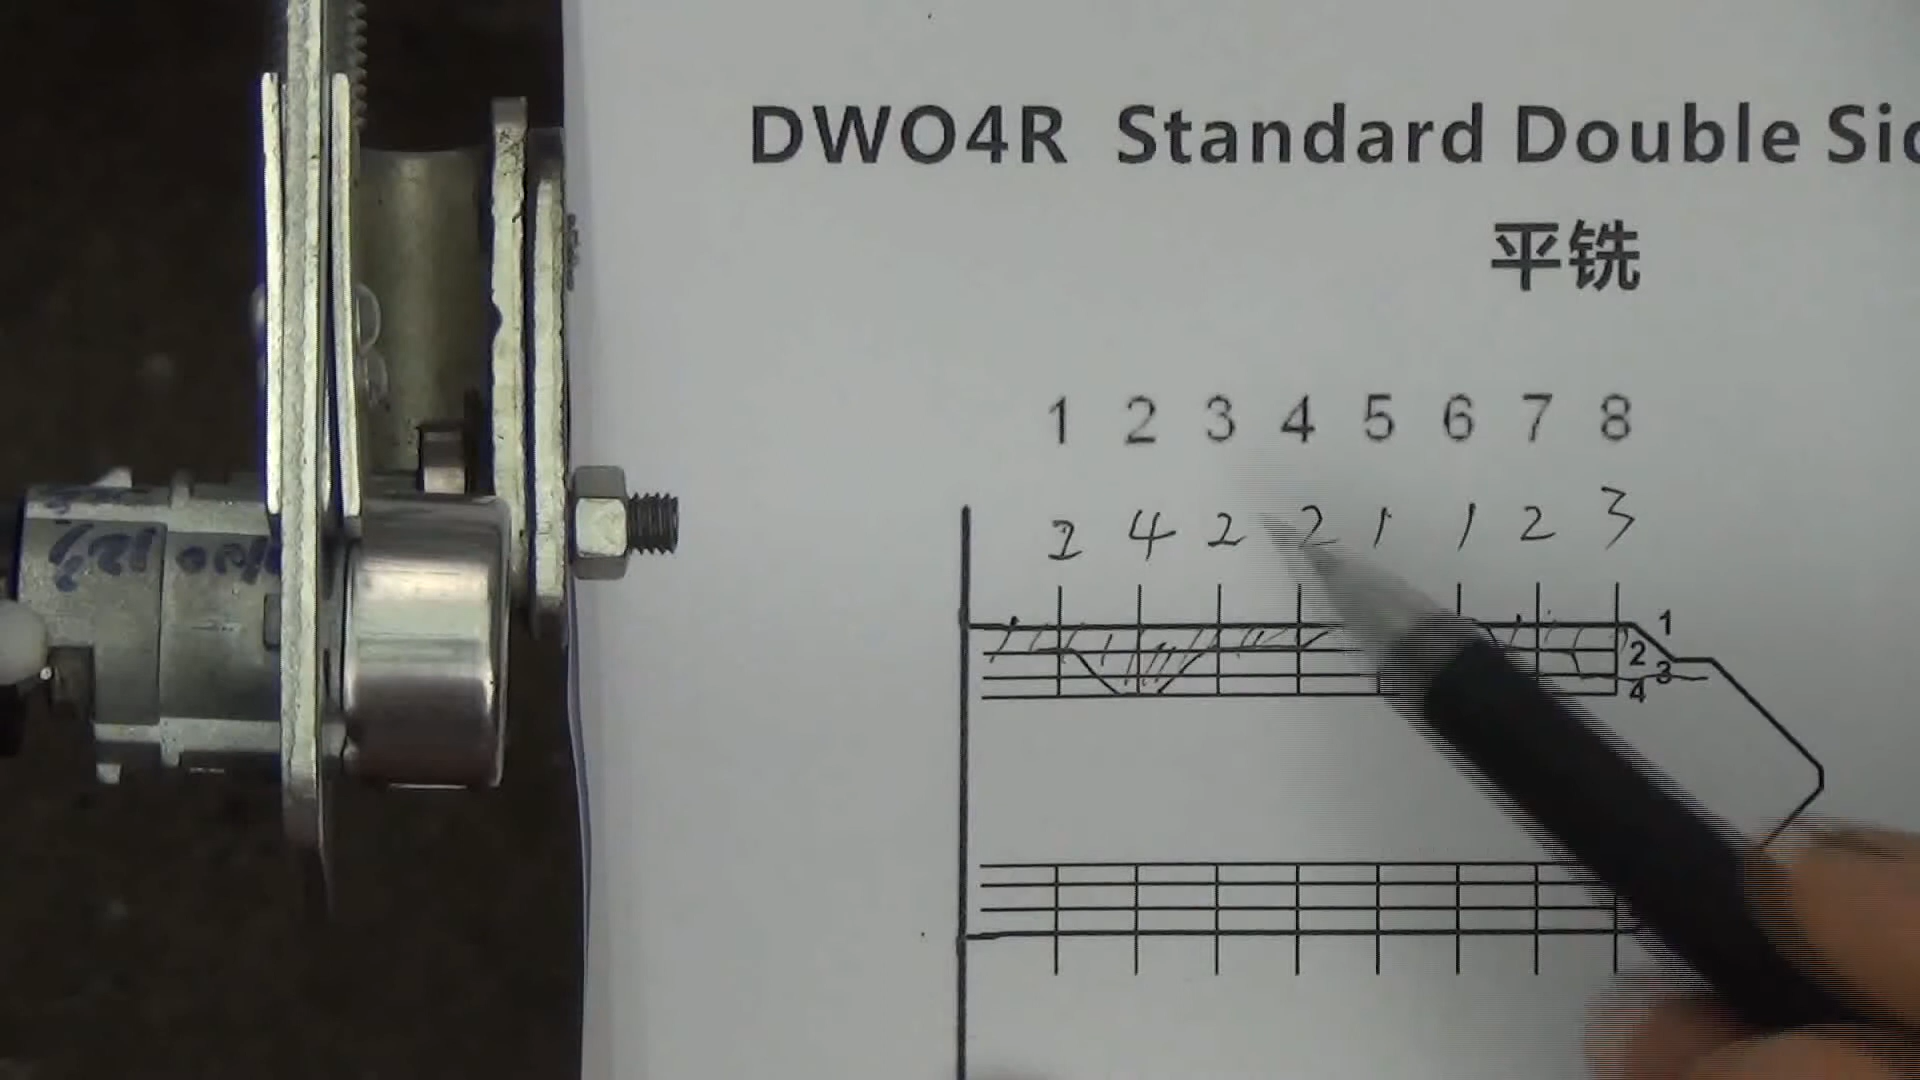 DWO4R Standard Double Sid
平铣
1 2 3 4 5 6 7 8
2 4 2 2 1 1 2 3
1
2
3
4